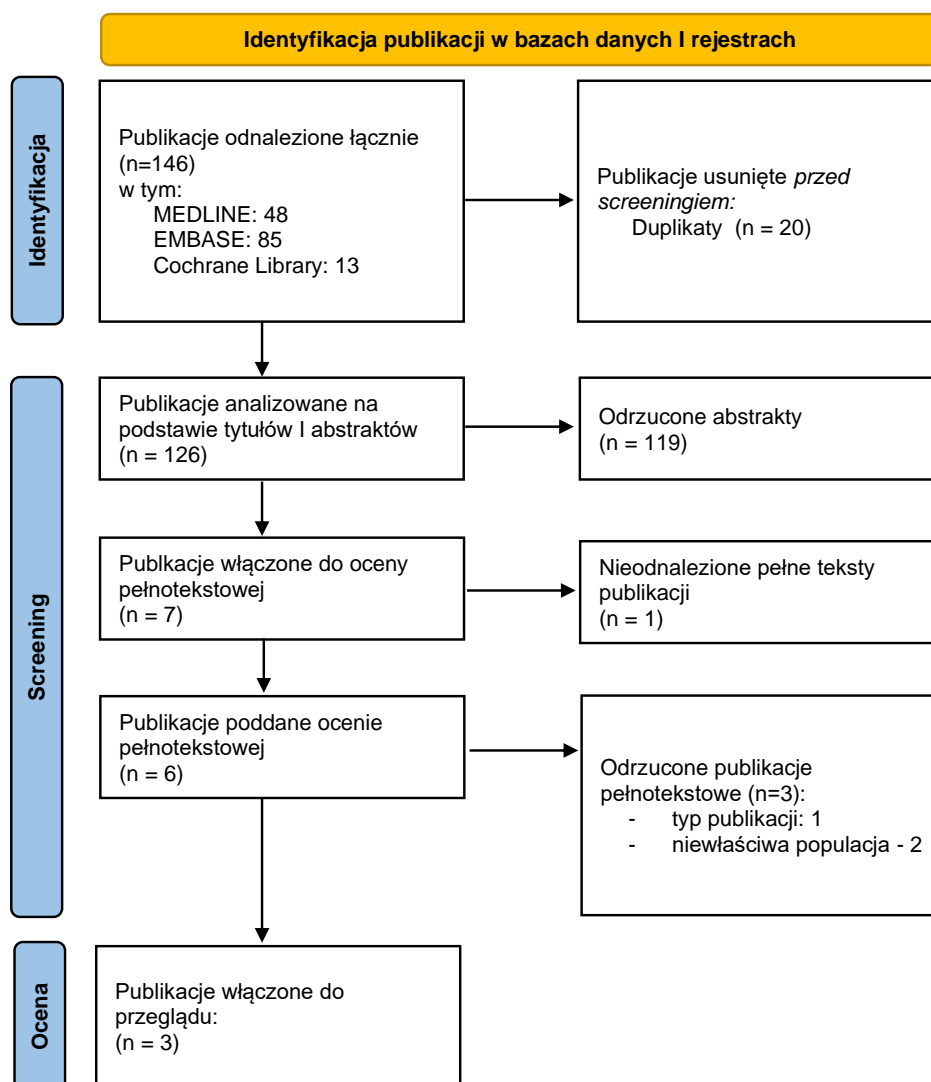 Identyfikacja publikacji w bazach danych I rejestrach
Identyfikacja
Publikacje odnalezione łącznie
(n=146)
w tym:
MEDLINE: 48
EMBASE: 85
Cochrane Library: 13
Publikacje usunięte przed
screeningiem:
Duplikaty (n = 20)
Screening
Publikacje analizowane na
podstawie tytułów I abstraktów
(n = 126)
Odrzucone abstrakty
(n = 119)
Publkacje włączone do oceny
pełnotekstowej
(n = 7)
Nieodnalezione pełne teksty
publikacji
(n = 1)
Publikacje poddane ocenie
pełnotekstowej
(n = 6)
Odrzucone publikacje
pełnotekstowe (n=3):
- typ publikacji: 1
- niewłaściwa populacja - 2
Ocena
Publikacje włączone do
przeglądu:
(n = 3)